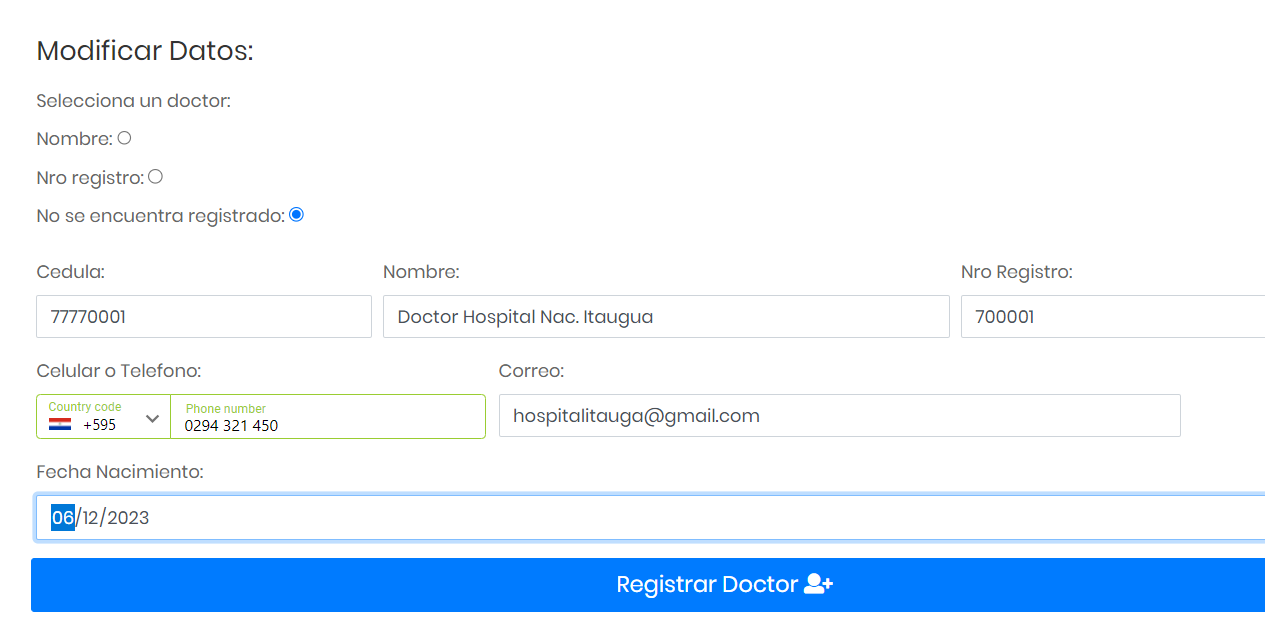 Modificar Datos:
Selecciona un doctor:
Nombre:
Nro registro:
No se encuentra registrado:
Cedula: Nombre: Nro Registro:
77770001 Doctor Hospital Nac. Itaugua 700001
Celular o Telefono: Correo:
Country code Phone number
+595 0294 321 450 hospitalitauga@gmail.com
Fecha Nacimiento:
06/12/2023
Registrar Doctor